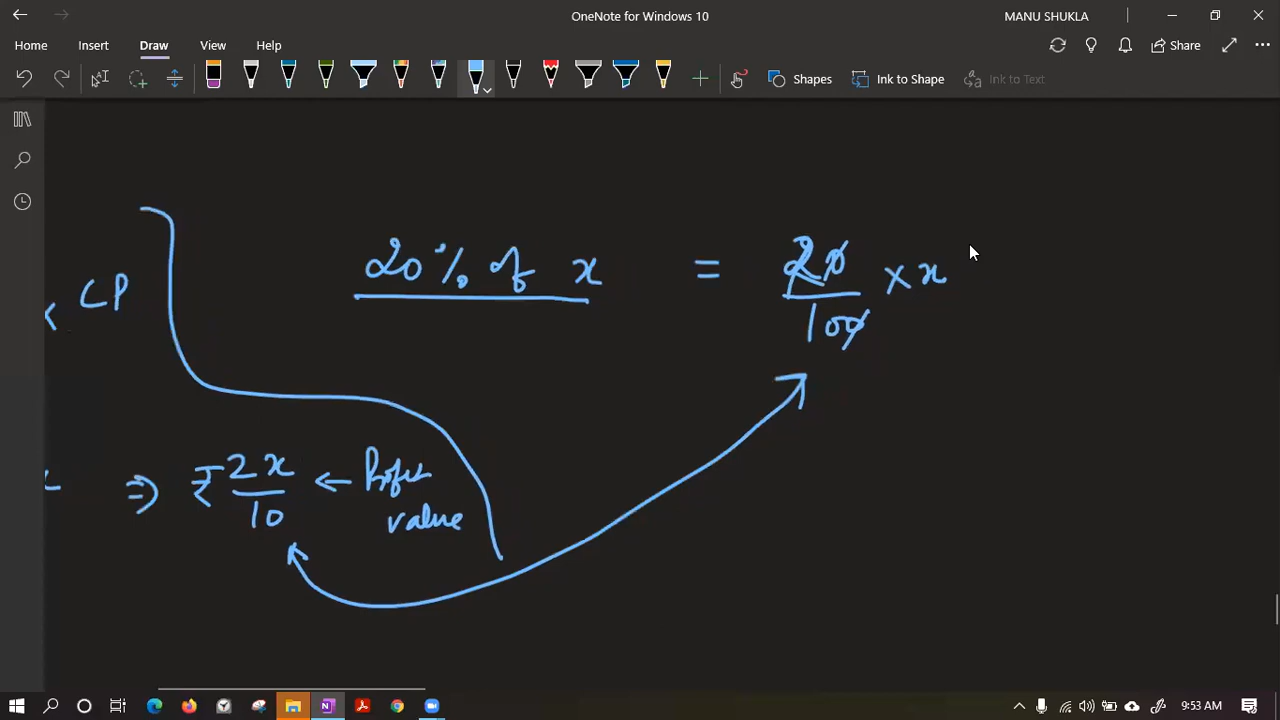 OneNote for Windows 10
MANU SHUKLA
Home Insert Draw View Help
Share
Shapes
Ink to Shape
Ink to Text
x CP
20% of x = 20/100 × x
⇒ ₹ 2x/10 ← Profit
value
9:53 AM